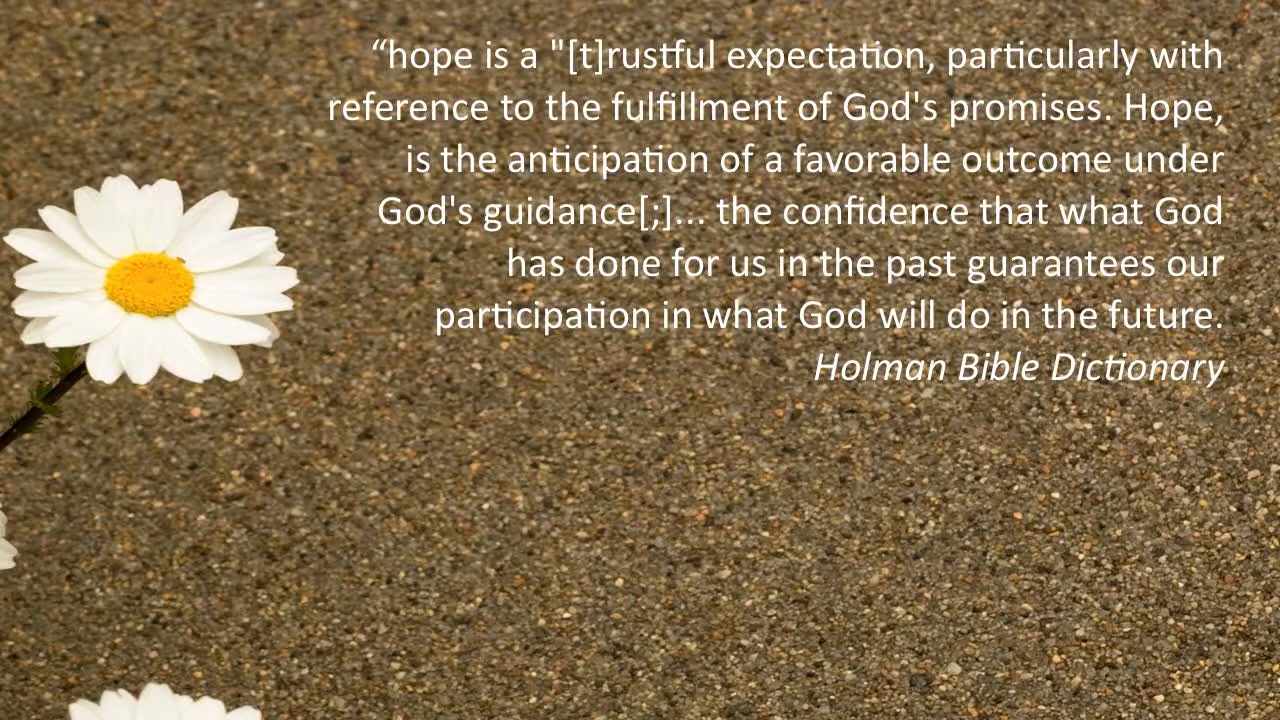 “hope is a "[t]rustful expectation, particularly with
reference to the fulfillment of God's promises. Hope,
is the anticipation of a favorable outcome under
God's guidance[;]... the confidence that what God
has done for us in the past guarantees our
participation in what God will do in the future.
Holman Bible Dictionary